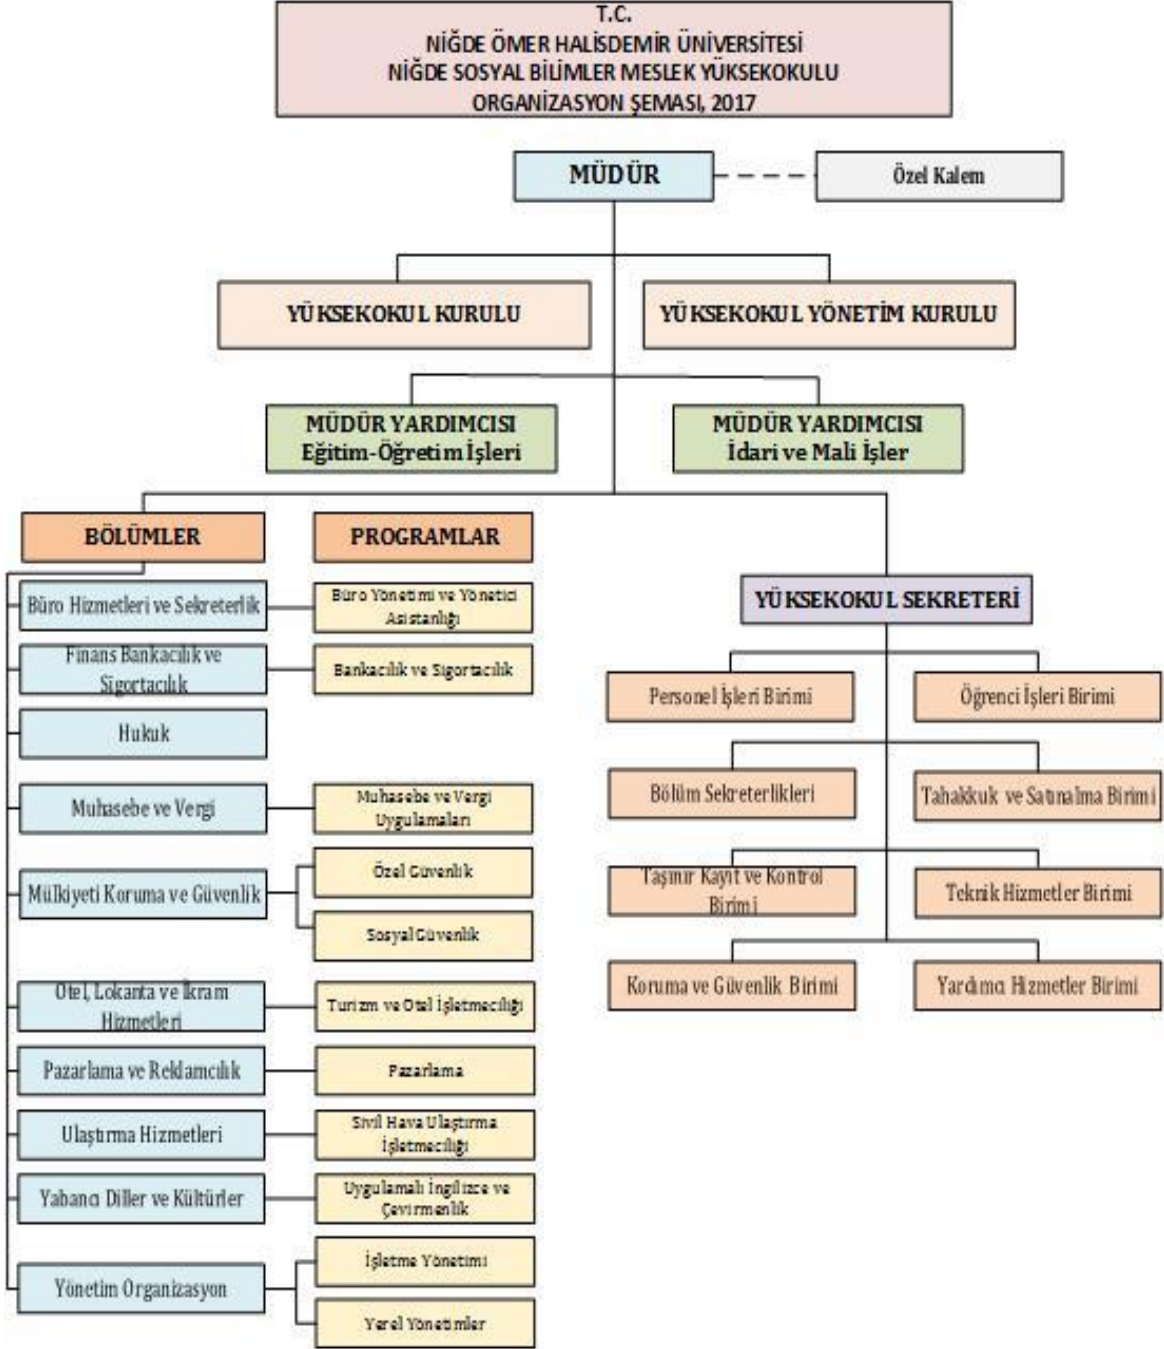 T.C.
NİĞDE ÖMER HALİSDEMİR ÜNİVERSİTESİ
NİĞDE SOSYAL BİLİMLER MESLEK YÜKSEKOKULU
ORGANİZASYON ŞEMASI, 2017
MÜDÜR
Özel Kalem
YÜKSEKOKUL KURULU
YÜKSEKOKUL YÖNETİM KURULU
MÜDÜR YARDIMCISI
Eğitim-Öğretim İşleri
MÜDÜR YARDIMCISI
İdari ve Mali İşler
BÖLÜMLER
PROGRAMLAR
Büro Hizmetleri ve Sekreterlik
Büro Yönetimi ve Yönetici
Asistanlığı
Finans Bankacılık ve
Sigortacılık
Bankacılık ve Sigortacılık
Hukuk
Muhasebe ve Vergi
Muhasebe ve Vergi
Uygulamaları
Mülkiyeti Koruma ve Güvenlik
Özel Güvenlik
Sosyal Güvenlik
Otel, Lokanta ve İkram
Hizmetleri
Turizm ve Otel İşletmeciliği
Pazarlama ve Reklamcılık
Pazarlama
Ulaştırma Hizmetleri
Sivil Hava Ulaştırma
İşletmeciliği
Yabancı Diller ve Kültürler
Uygulamalı İngilizce ve
Çevirmenlik
Yönetim Organizasyon
İşletme Yönetimi
Yerel Yönetimler
YÜKSEKOKUL SEKRETERİ
Personel İşleri Birimi
Öğrenci İşleri Birimi
Bölüm Sekreterlikleri
Tahakkuk ve Satınalma Birimi
Taşınır Kayıt ve Kontrol
Birimi
Teknik Hizmetler Birimi
Koruma ve Güvenlik Birimi
Yardımcı Hizmetler Birimi